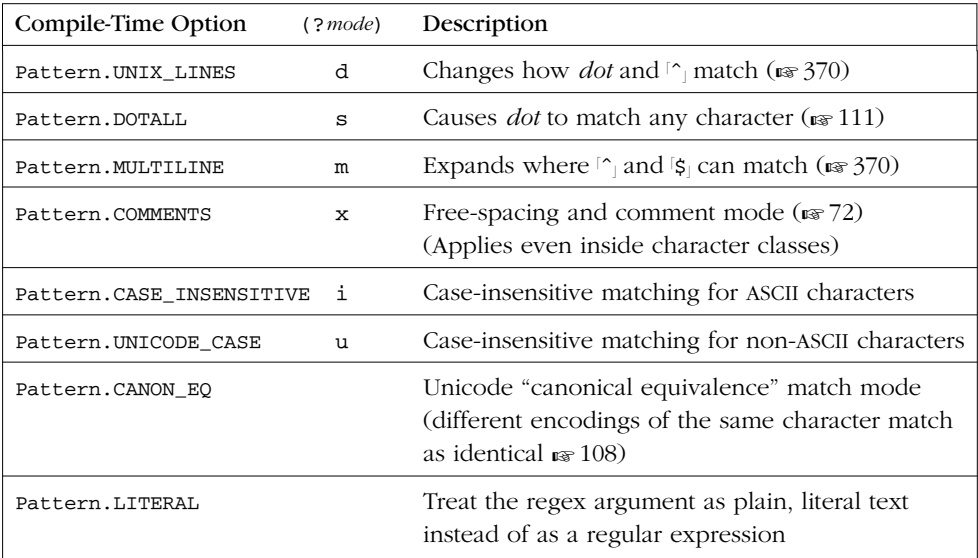 Compile-Time Option (?mode) Description
Pattern.UNIX_LINES d Changes how dot and ⌈^⌋ match (☞ 370)
Pattern.DOTALL s Causes dot to match any character (☞ 111)
Pattern.MULTILINE m Expands where ⌈^⌋ and ⌈$⌋ can match (☞ 370)
Pattern.COMMENTS x Free-spacing and comment mode (☞ 72)
(Applies even inside character classes)
Pattern.CASE_INSENSITIVE i Case-insensitive matching for ASCII characters
Pattern.UNICODE_CASE u Case-insensitive matching for non-ASCII characters
Pattern.CANON_EQ Unicode “canonical equivalence” match mode
(different encodings of the same character match
as identical ☞ 108)
Pattern.LITERAL Treat the regex argument as plain, literal text
instead of as a regular expression